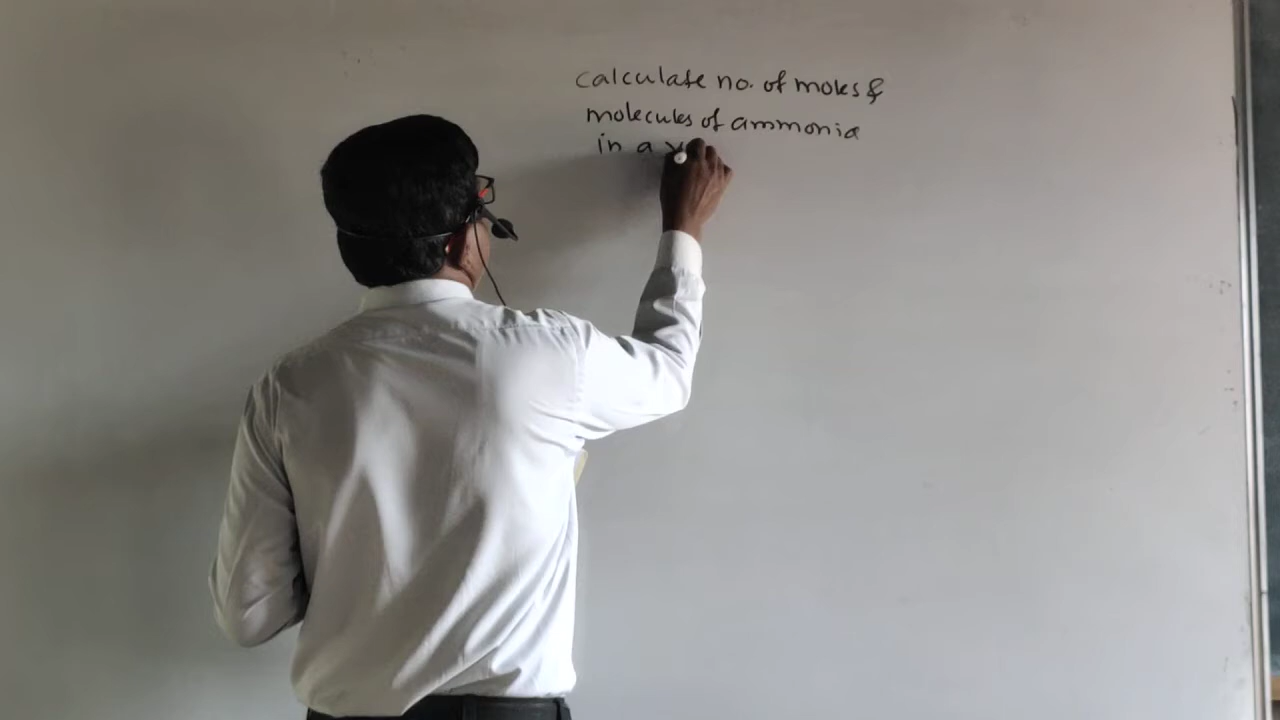 calculate no. of moles &
molecules of ammonia
in a